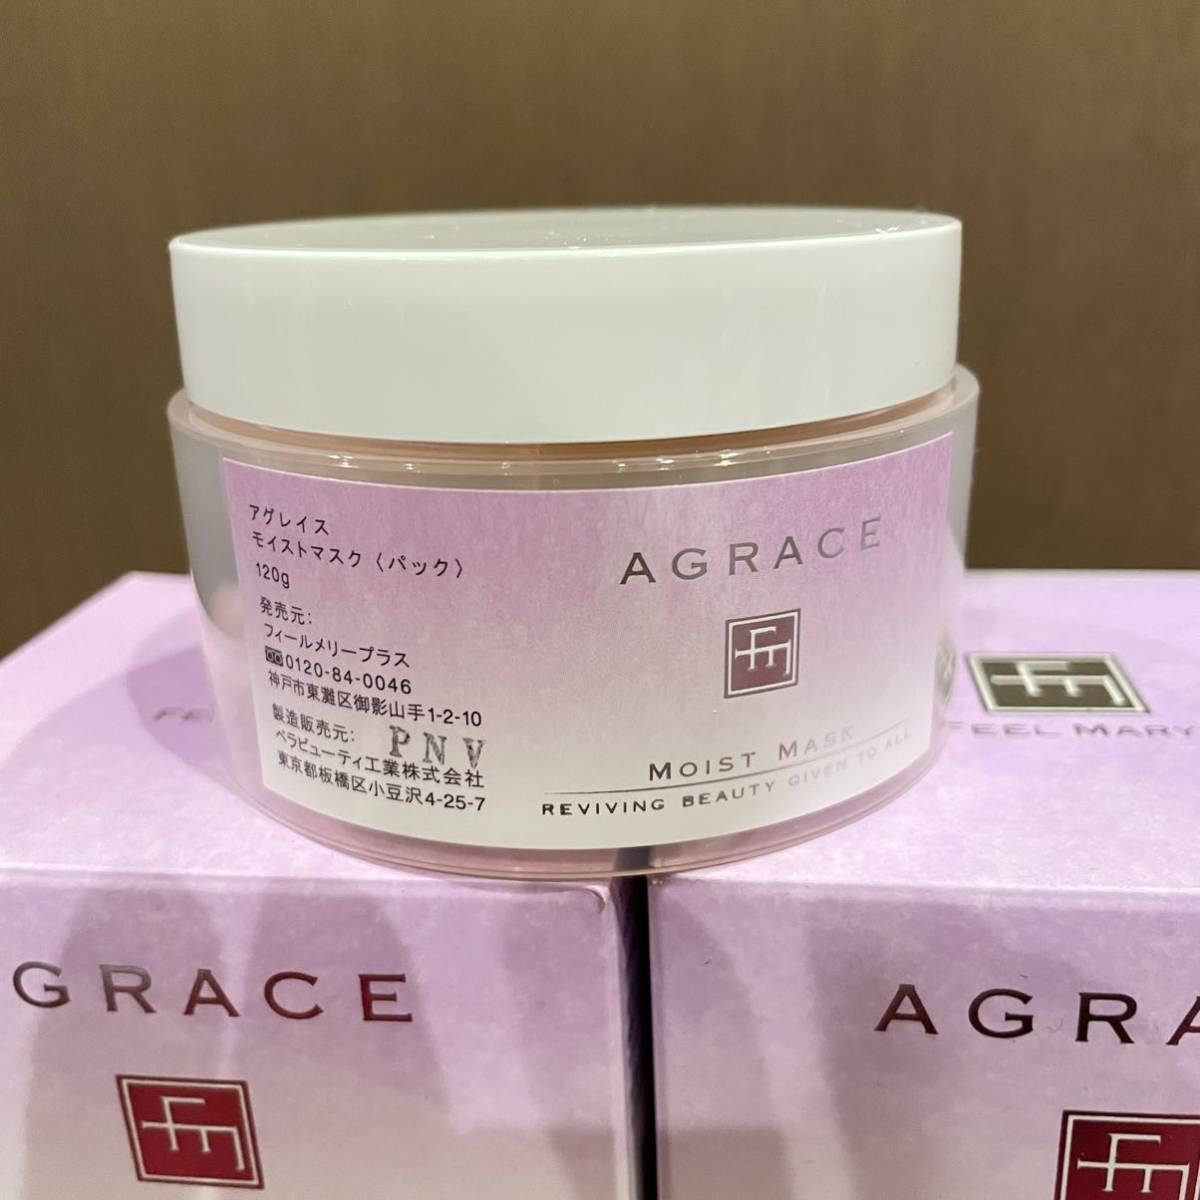 アグレイス
モイストマスク〈パック〉
120g
発売元:
フィールメリープラス
0120-84-0046
神戸市東灘区御影山手1-2-10
製造販売元:
PNV
ベラビューティ工業株式会社
東京都板橋区小豆沢4-25-7
AGRACE
MOIST MASK
REVIVING BEAUTY GIVEN TO ALL
FEEL MARY
GRACE
AGRA